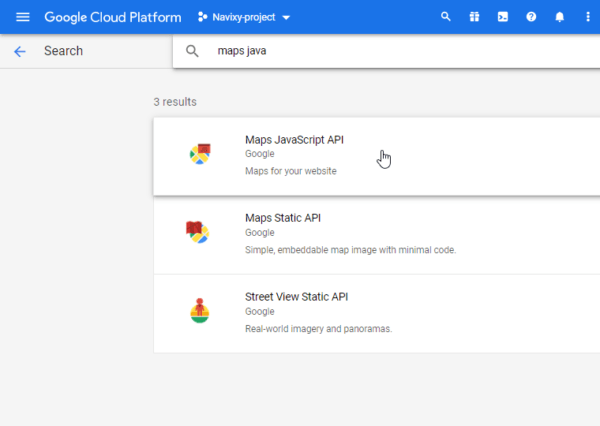 Google Cloud Platform Navixy-project
Search maps java
3 results
Maps JavaScript API
Google
Maps for your website
Maps Static API
Google
Simple, embeddable map image with minimal code.
Street View Static API
Google
Real-world imagery and panoramas.